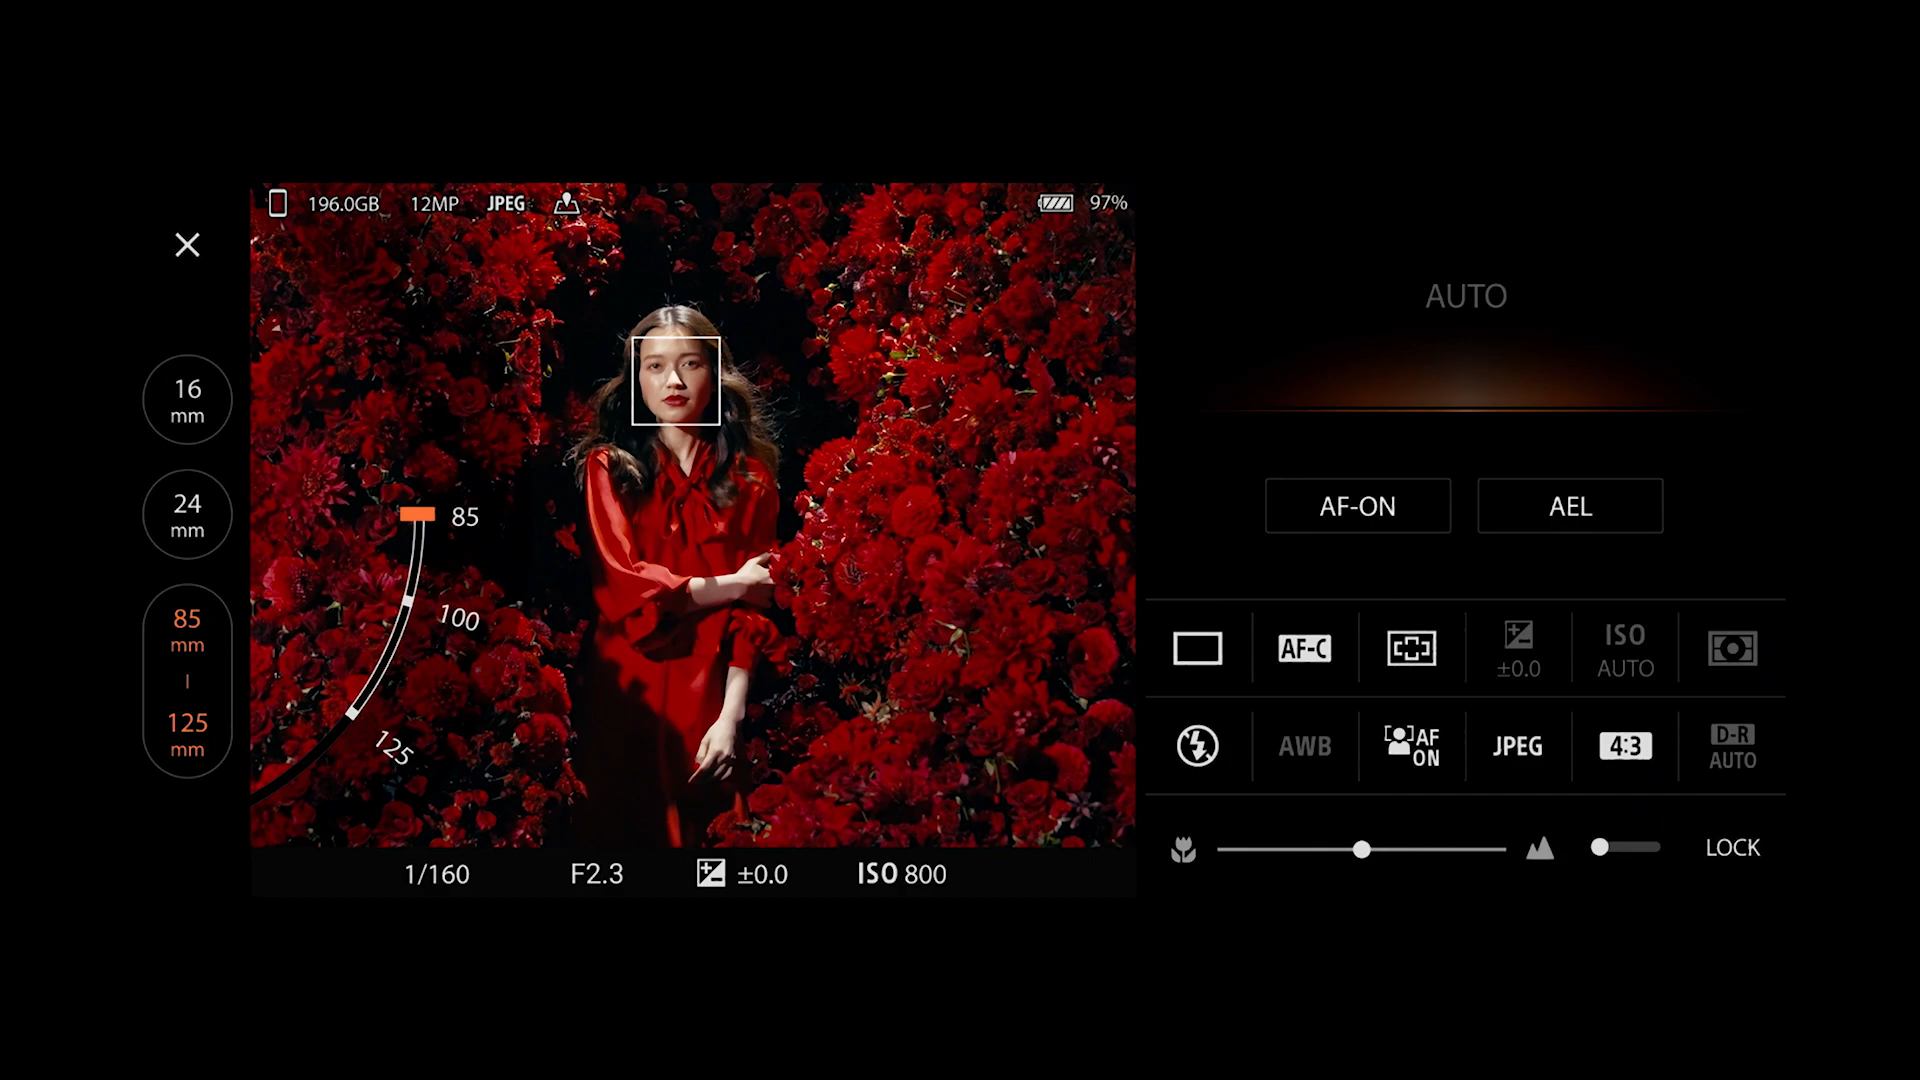 196.0GB 12MP JPEG 97%
16
mm
24
mm
85
mm
125
mm
85
100
125
1/160 F2.3 ±0.0 ISO 800
AUTO
AF-ON AEL
AF-C ±0.0 ISO AUTO
AWB AF ON JPEG 4:3 D-R AUTO
LOCK